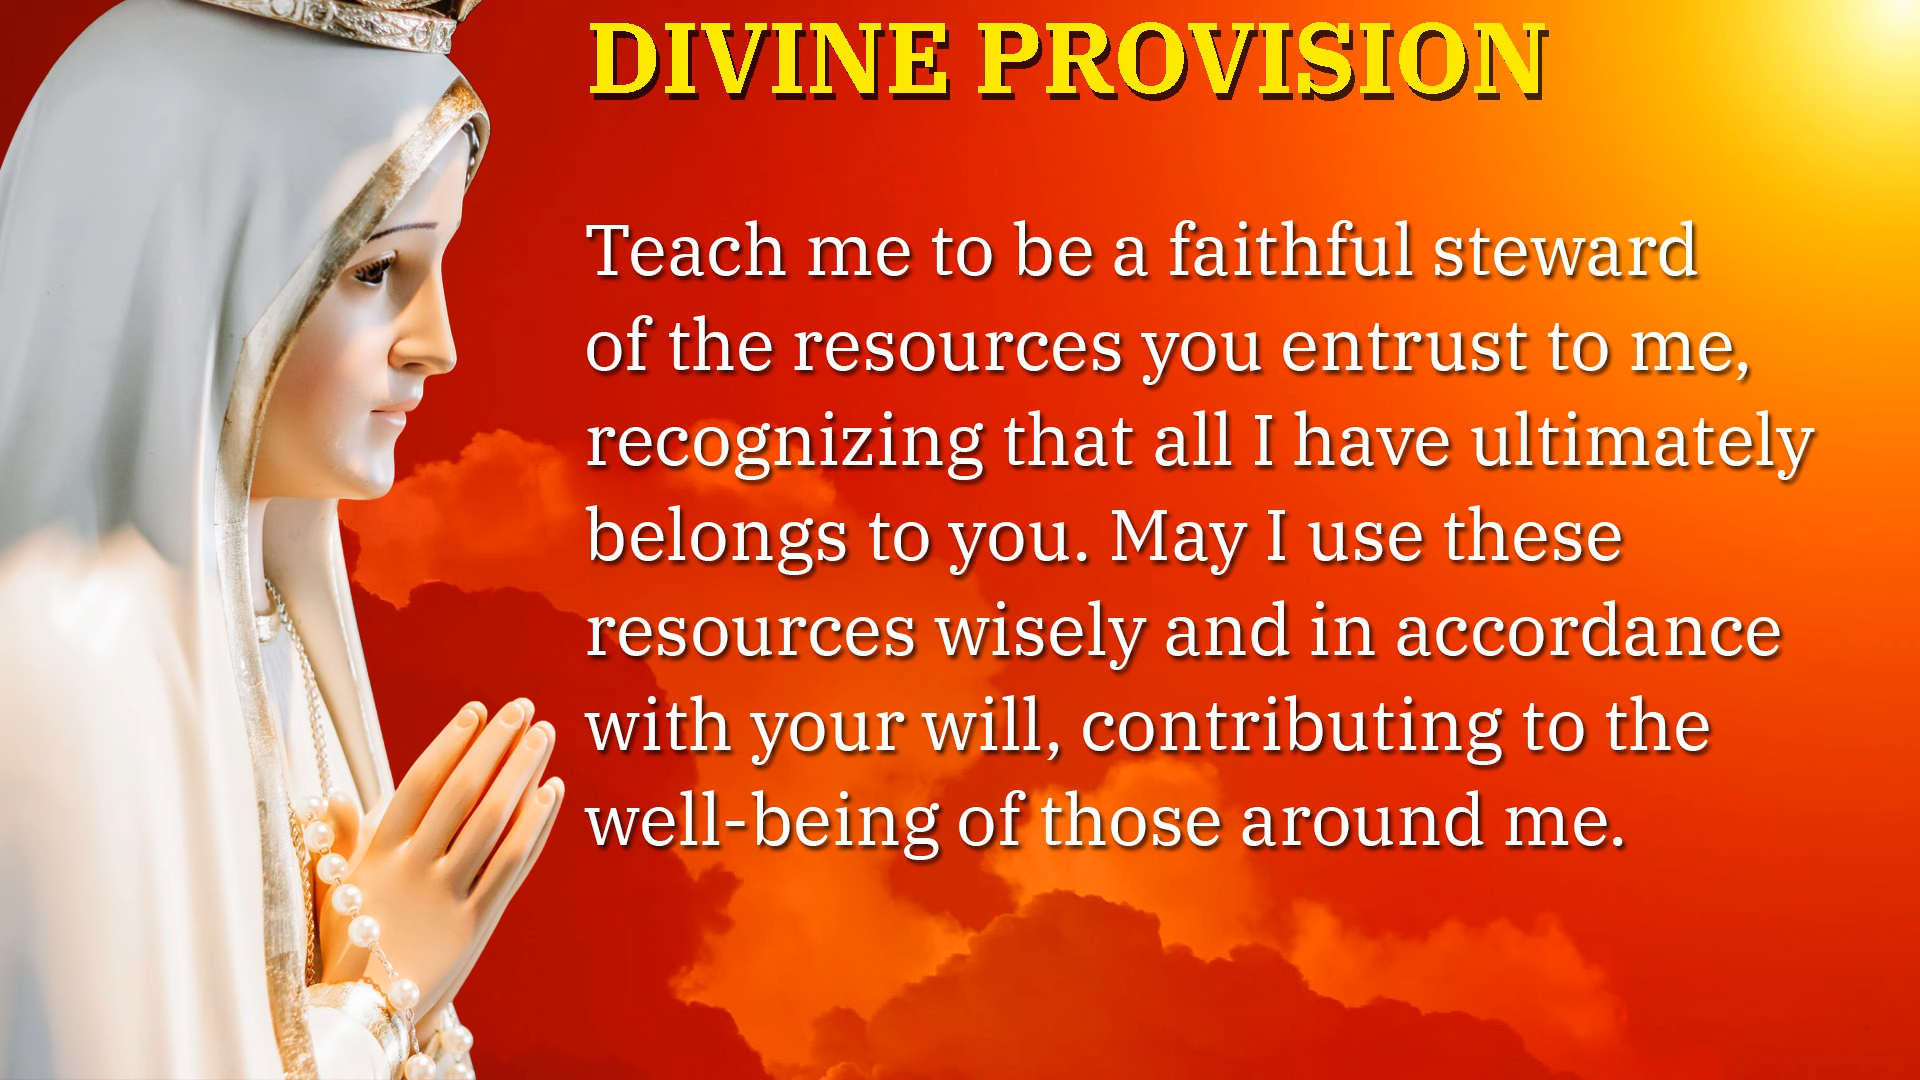 DIVINE PROVISION
Teach me to be a faithful steward
of the resources you entrust to me,
recognizing that all I have ultimately
belongs to you. May I use these
resources wisely and in accordance
with your will, contributing to the
well-being of those around me.